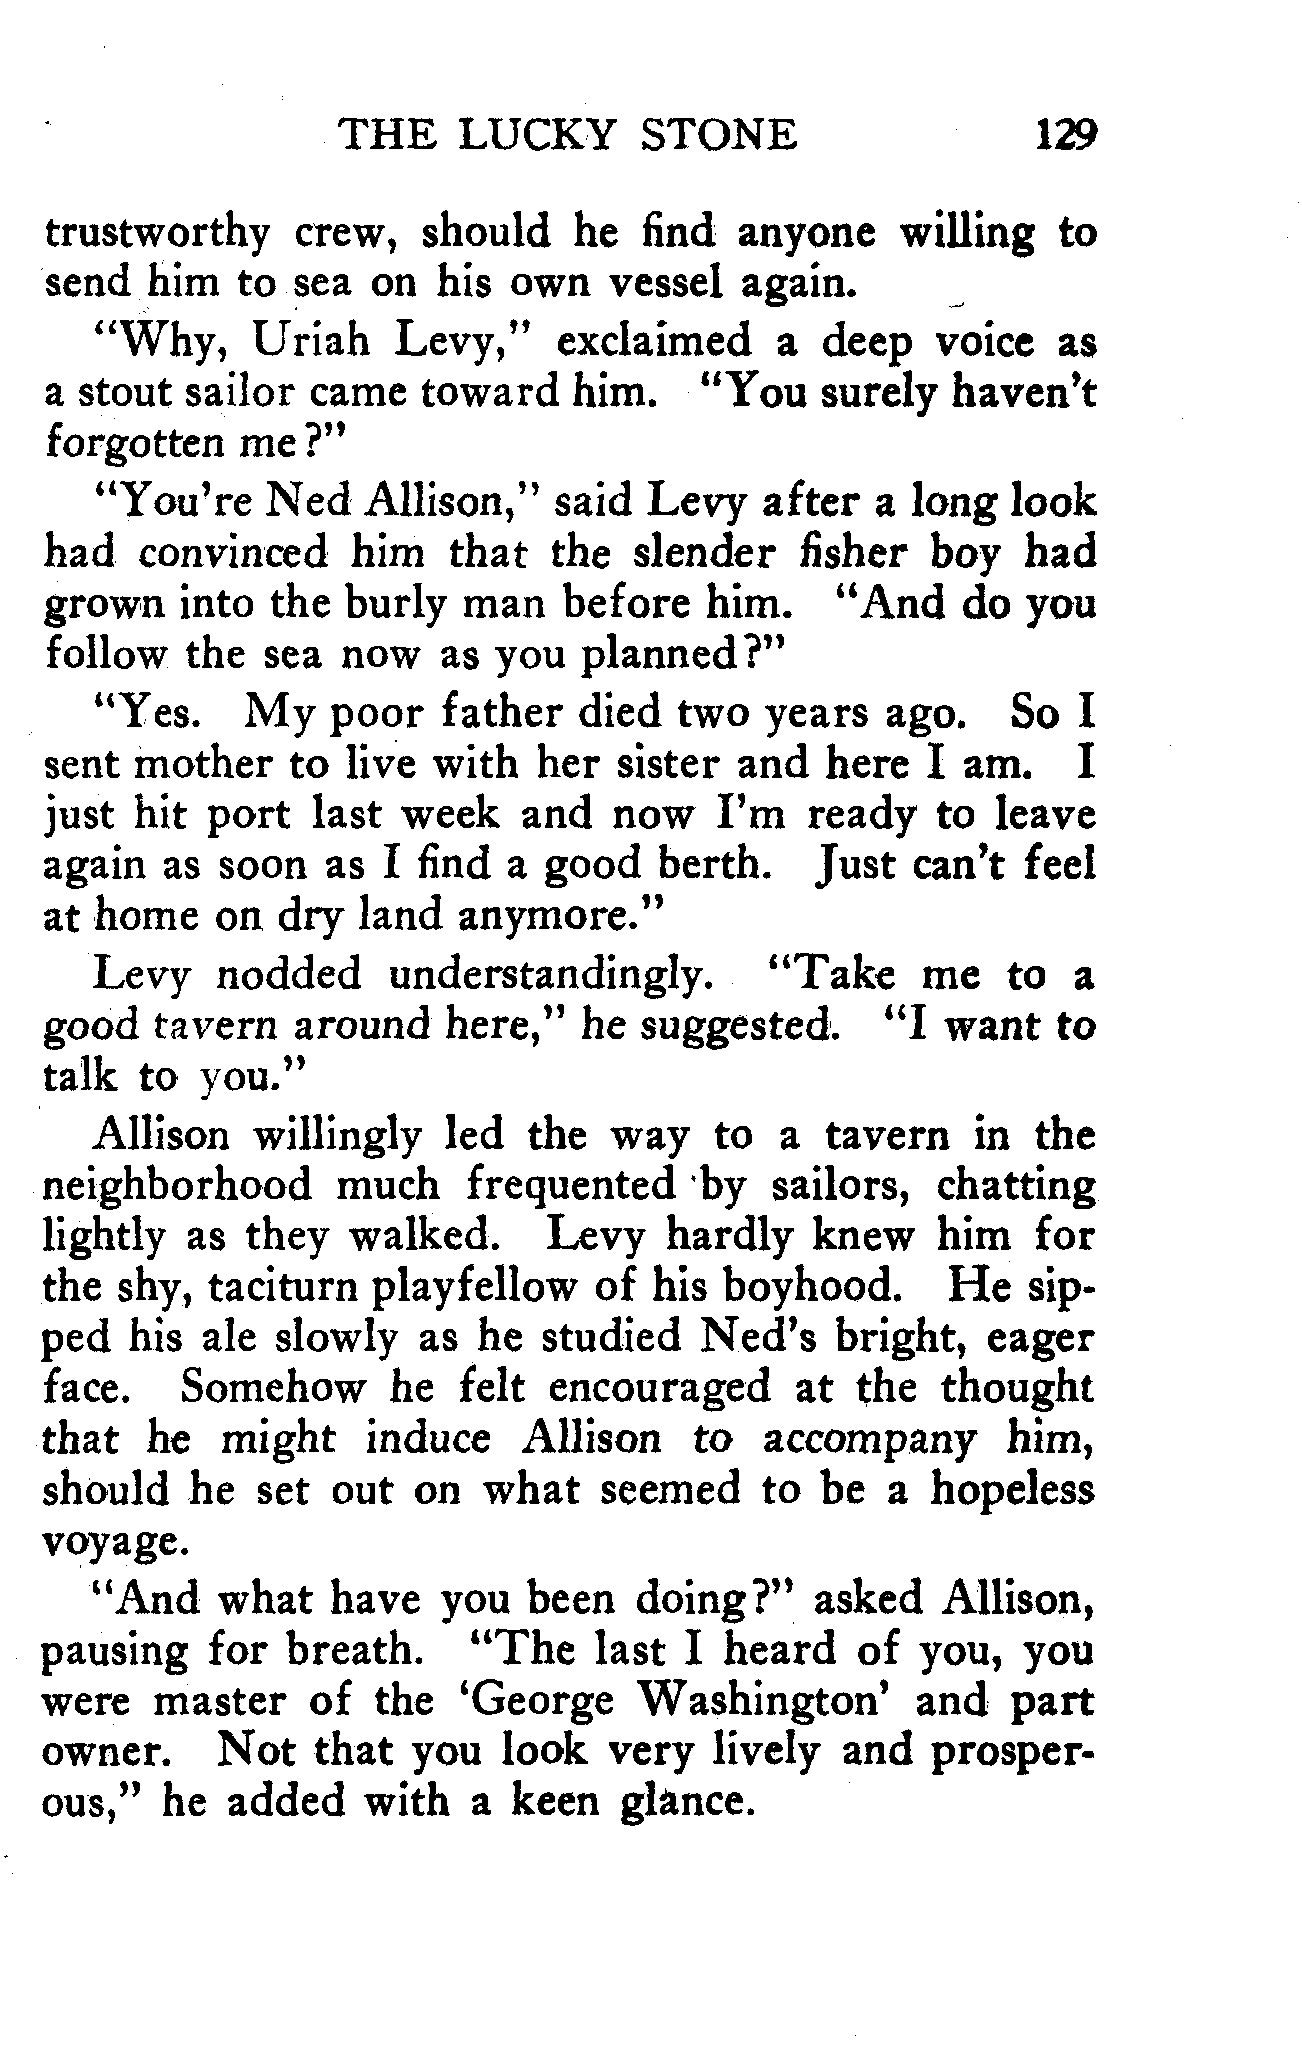 THE LUCKY STONE 129
trustworthy crew, should he find anyone willing to
send him to sea on his own vessel again.
"Why, Uriah Levy," exclaimed a deep voice as
a stout sailor came toward him. "You surely haven't
forgotten me?"
"You're Ned Allison," said Levy after a long look
had convinced him that the slender fisher boy had
grown into the burly man before him. "And do you
follow the sea now as you planned?"
"Yes. My poor father died two years ago. So I
sent mother to live with her sister and here I am. I
just hit port last week and now I'm ready to leave
again as soon as I find a good berth. Just can't feel
at home on dry land anymore."
Levy nodded understandingly. "Take me to a
good tavern around here," he suggested. "I want to
talk to you."
Allison willingly led the way to a tavern in the
neighborhood much frequented by sailors, chatting
lightly as they walked. Levy hardly knew him for
the shy, taciturn playfellow of his boyhood. He sip-
ped his ale slowly as he studied Ned's bright, eager
face. Somehow he felt encouraged at the thought
that he might induce Allison to accompany him,
should he set out on what seemed to be a hopeless
voyage.
"And what have you been doing?" asked Allison,
pausing for breath. "The last I heard of you, you
were master of the 'George Washington' and part
owner. Not that you look very lively and prosper-
ous," he added with a keen glance.